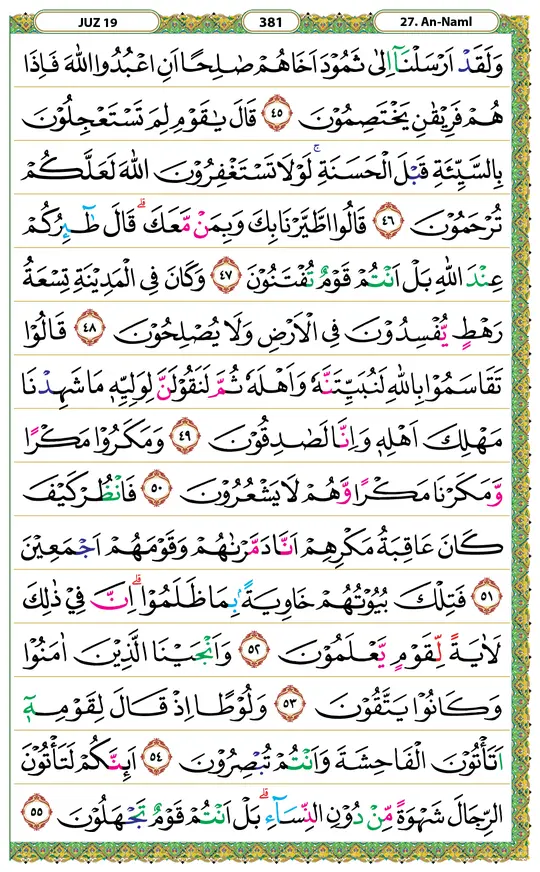 JUZ 19 381 27. An-Naml
وَلَقَدْ اَرْسَلْنَآ اِلٰى ثَمُوْدَ اَخَاهُمْ صٰلِحًا اَنِ اعْبُدُوا اللّٰهَ فَاِذَا
هُمْ فَرِيْقٰنِ يَخْتَصِمُوْنَ ٤٥ قَالَ يٰقَوْمِ لِمَ تَسْتَعْجِلُوْنَ
بِالسَّيِّئَةِ قَبْلَ الْحَسَنَةِ ۚ لَوْلَا تَسْتَغْفِرُوْنَ اللّٰهَ لَعَلَّكُمْ
تُرْحَمُوْنَ ٤٦ قَالُوا اطَّيَّرْنَا بِكَ وَبِمَنْ مَّعَكَ ۗ قَالَ طٰۤىِٕرُكُمْ
عِنْدَ اللّٰهِ بَلْ اَنْتُمْ قَوْمٌ تُفْتَنُوْنَ ٤٧ وَكَانَ فِى الْمَدِيْنَةِ تِسْعَةُ
رَهْطٍ يُّفْسِدُوْنَ فِى الْاَرْضِ وَلَا يُصْلِحُوْنَ ٤٨ قَالُوْا
تَقَاسَمُوْا بِاللّٰهِ لَنُبَيِّتَنَّهٗ وَاَهْلَهٗ ثُمَّ لَنَقُوْلَنَّ لِوَلِيِّهٖ مَا شَهِدْنَا
مَهْلِكَ اَهْلِهٖ وَاِنَّا لَصٰدِقُوْنَ ٤٩ وَمَكَرُوْا مَكْرًا
وَّمَكَرْنَا مَكْرًا وَّهُمْ لَا يَشْعُرُوْنَ ٥٠ فَانْظُرْ كَيْفَ
كَانَ عَاقِبَةُ مَكْرِهِمْ اَنَّا دَمَّرْنٰهُمْ وَقَوْمَهُمْ اَجْمَعِيْنَ
٥١ فَتِلْكَ بُيُوْتُهُمْ خَاوِيَةً ۢبِمَا ظَلَمُوْا ۗاِنَّ فِيْ ذٰلِكَ
لَاٰيَةً لِّقَوْمٍ يَّعْلَمُوْنَ ٥٢ وَاَنْجَيْنَا الَّذِيْنَ اٰمَنُوْا
وَكَانُوْا يَتَّقُوْنَ ٥٣ وَلُوْطًا اِذْ قَالَ لِقَوْمِهٖٓ
اَتَأْتُوْنَ الْفَاحِشَةَ وَاَنْتُمْ تُبْصِرُوْنَ ٥٤ اَىِٕنَّكُمْ لَتَأْتُوْنَ
الرِّجَالَ شَهْوَةً مِّنْ دُوْنِ النِّسَاۤءِ ۗ بَلْ اَنْتُمْ قَوْمٌ تَجْهَلُوْنَ ٥٥